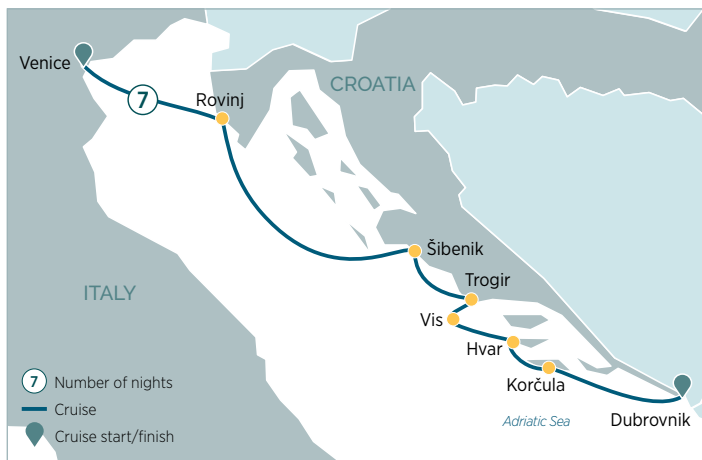 Venice
7
Rovinj
CROATIA
Šibenik
Trogir
ITALY
Vis
Hvar
Korčula
7 Number of nights
Cruise
Cruise start/finish
Adriatic Sea
Dubrovnik